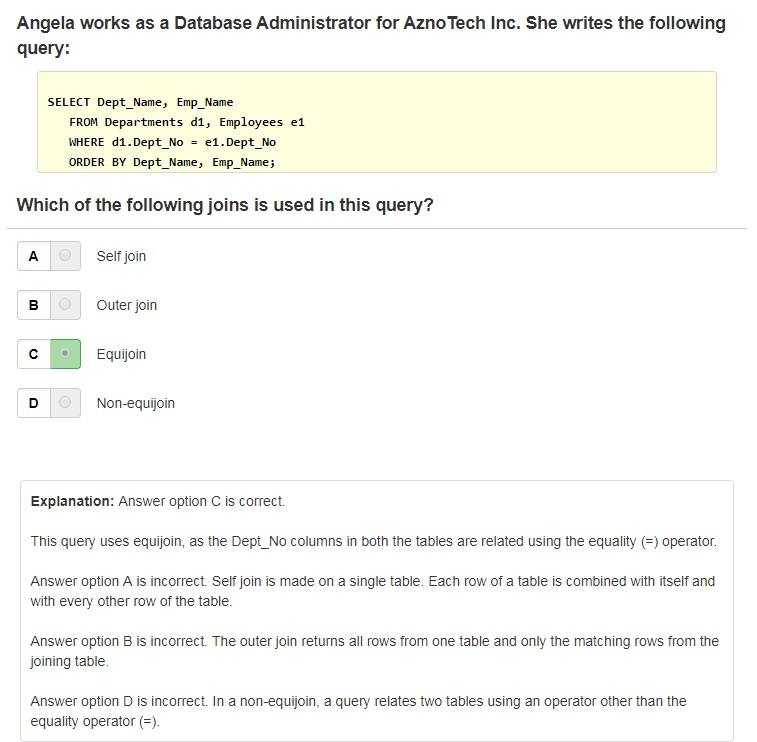 Angela works as a Database Administrator for AznoTech Inc. She writes the following
query:
SELECT Dept_Name, Emp_Name
FROM Departments d1, Employees e1
WHERE d1.Dept_No = e1.Dept_No
ORDER BY Dept_Name, Emp_Name;
Which of the following joins is used in this query?
A Self join
B Outer join
C Equijoin
D Non-equijoin
Explanation: Answer option C is correct.
This query uses equijoin, as the Dept_No columns in both the tables are related using the equality (=) operator.
Answer option A is incorrect. Self join is made on a single table. Each row of a table is combined with itself and
with every other row of the table.
Answer option B is incorrect. The outer join returns all rows from one table and only the matching rows from the
joining table.
Answer option D is incorrect. In a non-equijoin, a query relates two tables using an operator other than the
equality operator (=).